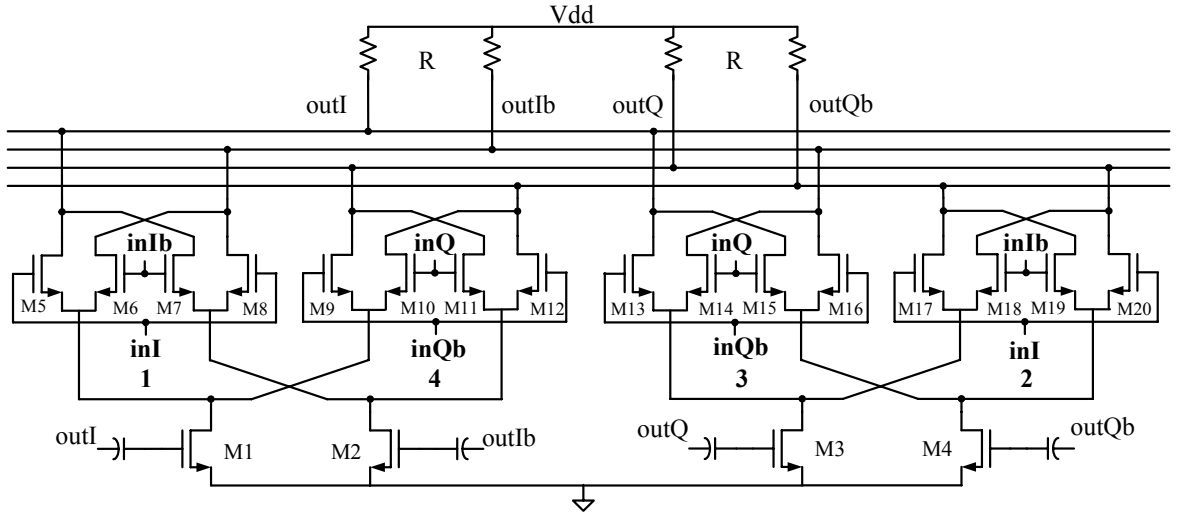 Vdd
R R
outI outIb outQ outQb
inIb inQ inQ inIb
M5 M6 M7 M8 M9 M10 M11 M12 M13 M14 M15 M16 M17 M18 M19 M20
inI inQb inQb inI
1 4 3 2
outI M1 M2 outIb outQ M3 M4 outQb